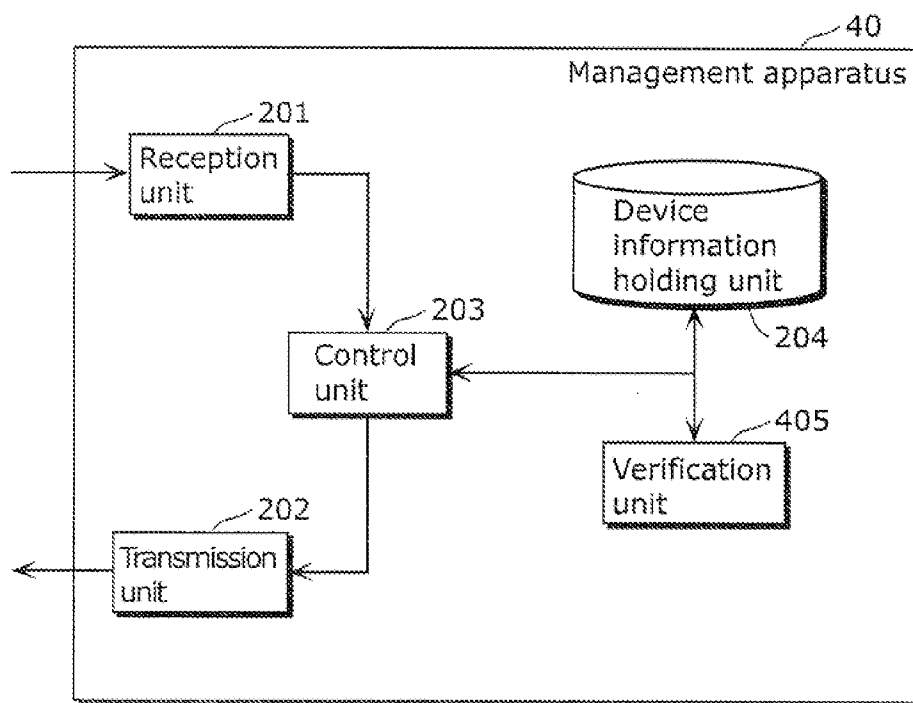 40
Management apparatus
201
Reception
unit
Device
information
holding unit
204
203
Control
unit
405
Verification
unit
202
Transmission
unit